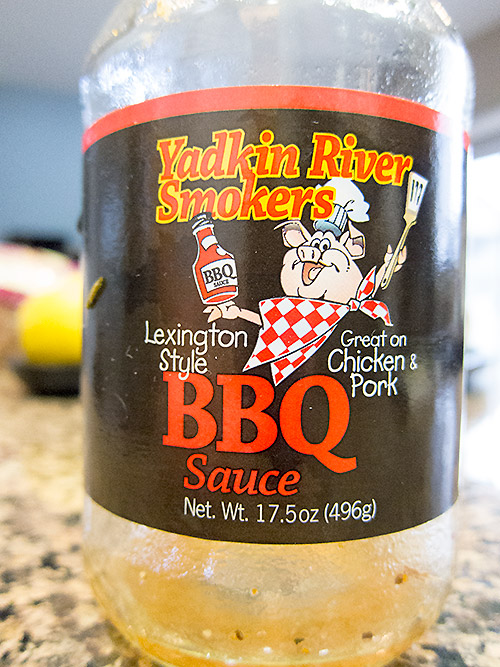 Yadkin River
Smokers
BBQ
SAUCE
Lexington
Style
Great on
Chicken &
Pork
BBQ
Sauce
Net. Wt. 17.5oz (496g)